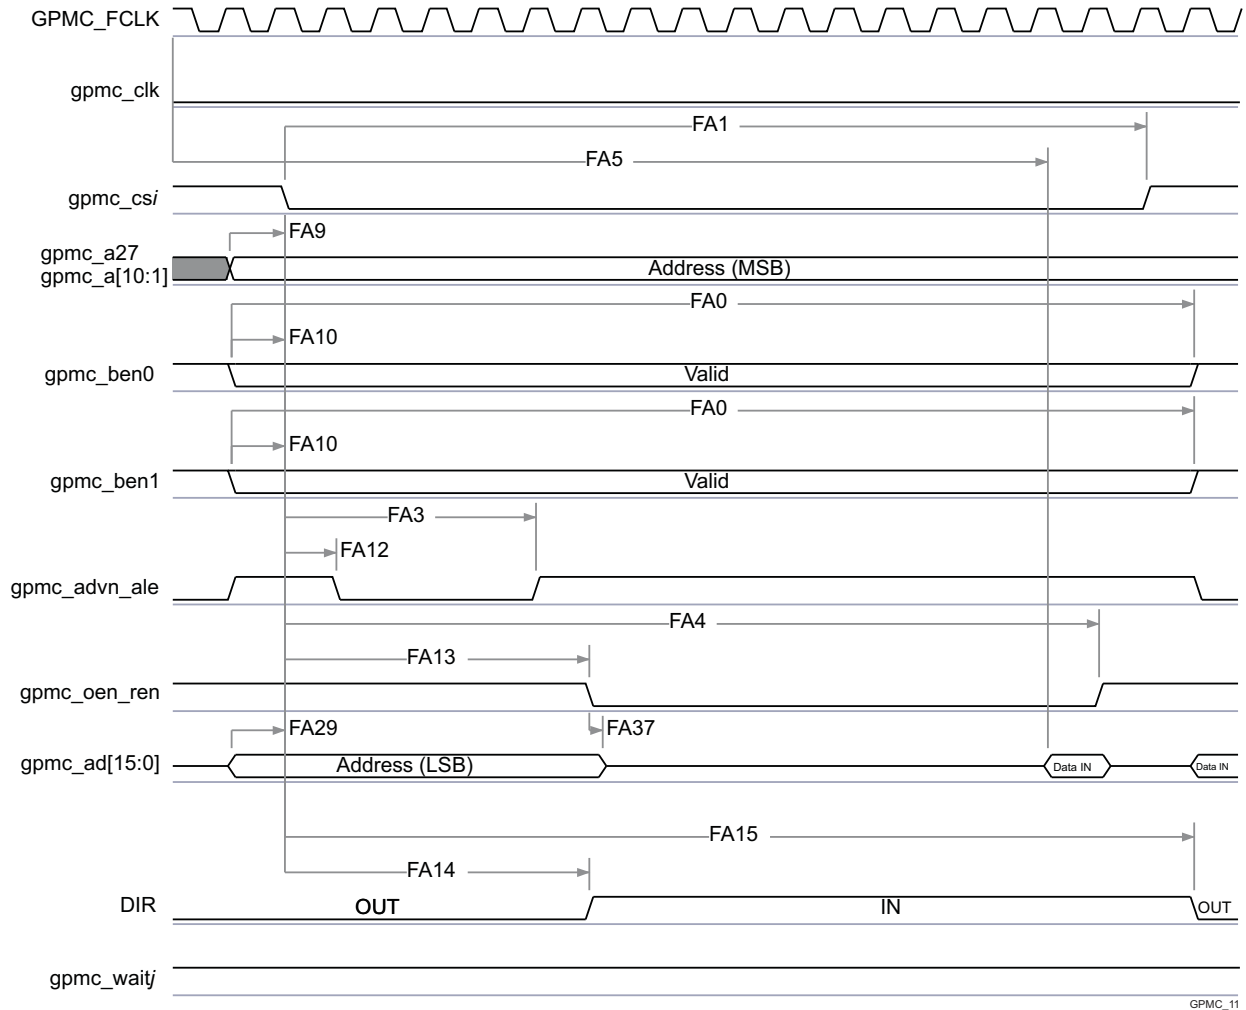 GPMC_FCLK
gpmc_clk
FA1
FA5
gpmc_csi
FA9
gpmc_a27
gpmc_a[10:1]
Address (MSB)
FA0
FA10
gpmc_ben0
Valid
FA0
FA10
gpmc_ben1
Valid
FA3
FA12
gpmc_advn_ale
FA4
FA13
gpmc_oen_ren
FA29
FA37
gpmc_ad[15:0]
Address (LSB)
Data IN
Data IN
FA15
FA14
DIR
OUT
IN
OUT
gpmc_waitj
GPMC_11